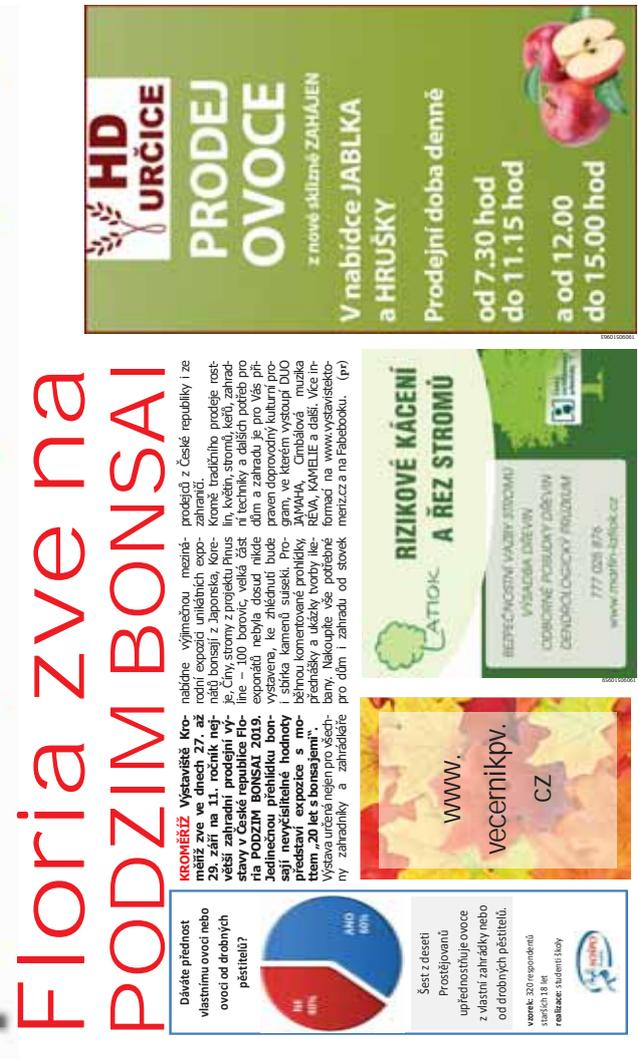 Floria zve na
PODZIM BONSAI
Dáváte přednost
vlastnímu ovoci nebo
ovoci od drobných
pěstitelů?
NE
40%
ANO
60%
Šest z deseti
Prostějovanů
upřednostňuje ovoce
z vlastní zahrádky nebo
od drobných pěstitelů.
vzorek: 320 respondentů
starších 18 let
realizace: studenti školy
KROMĚŘÍŽ Výstaviště Kro-
měříž zve ve dnech 27. až
29. září na 11. ročník nej-
větší zahradní prodejní vý-
stavy v České republice Flo-
ria PODZIM BONSAI 2019.
Jedinečnou přehlídku bon-
sají nevyčíslitelné hodnoty
představí expozice s mo-
ttem „20 let s bonsajemi“.
Výstava určená nejen pro všech-
ny zahradníky a zahrádkáře
nabídne výjimečnou meziná-
rodní expozici unikátních expo-
nátů bonsají z Japonska, Kore-
je, Číny, stromy z projektu Pinus
line – 100 borovic, velká část
exponátů nebyla dosud nikde
vystavena, ke zhlédnutí bude
i sbírka kamenů suiseki. Pro-
běhnou komentované prohlídky,
přednášky a ukázky tvorby ike-
bany. Nakoupíte vše potřebné
pro dům i zahradu od stovek
prodejců z České republiky i ze
zahraničí.
Kromě tradičního prodeje rost-
lin, květin, stromů, keřů, zahrad-
ní techniky a dalších potřeb pro
dům a zahradu je pro Vás při-
praven doprovodný kulturní pro-
gram, ve kterém vystoupí DUO
JAMAHA, Cimbálová muzika
RÉVA, KAMELIE a další. Více in-
formací na www.vystavistekro-
meriz.cz a na Fabebooku. (pr)
www.
vecernikpv.
cz
LATIOK
RIZIKOVÉ KÁCENÍ
A ŘEZ STROMŮ
BEZPEČNOSTNÍ VAZBY STROMŮ
VÝSADBA DŘEVIN
ODBORNÉ POSUDKY DŘEVIN
DENDROLOGICKÝ PRŮZKUM
777 028 876
www.martin-latiok.cz
19090510959
HD
URČICE
PRODEJ
OVOCE
z nové sklizně ZAHÁJEN
V nabídce JABLKA
a HRUŠKY
Prodejní doba denně
od 7.30 hod
do 11.15 hod
a od 12.00
do 15.00 hod
19090510963